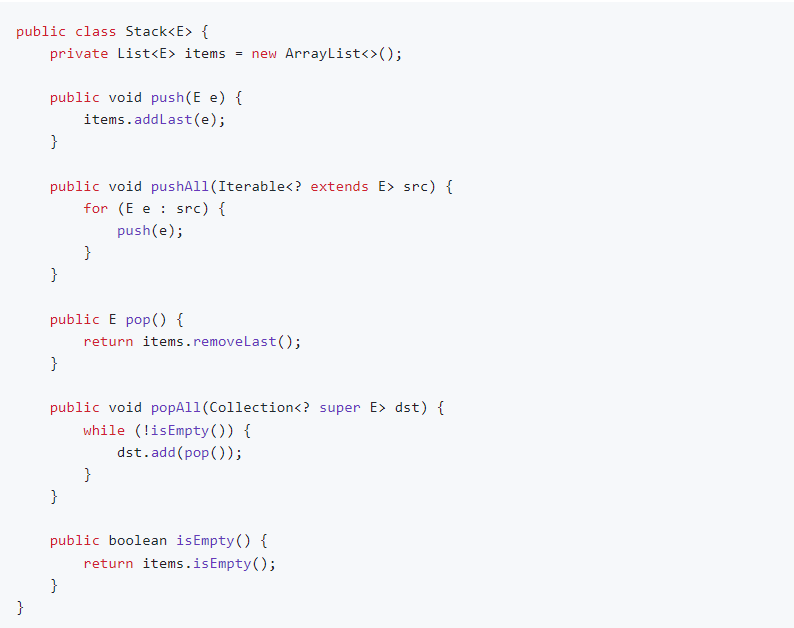 public class Stack<E> {
    private List<E> items = new ArrayList<>();

    public void push(E e) {
        items.addLast(e);
    }

    public void pushAll(Iterable<? extends E> src) {
        for (E e : src) {
            push(e);
        }
    }

    public E pop() {
        return items.removeLast();
    }

    public void popAll(Collection<? super E> dst) {
        while (!isEmpty()) {
            dst.add(pop());
        }
    }

    public boolean isEmpty() {
        return items.isEmpty();
    }
}